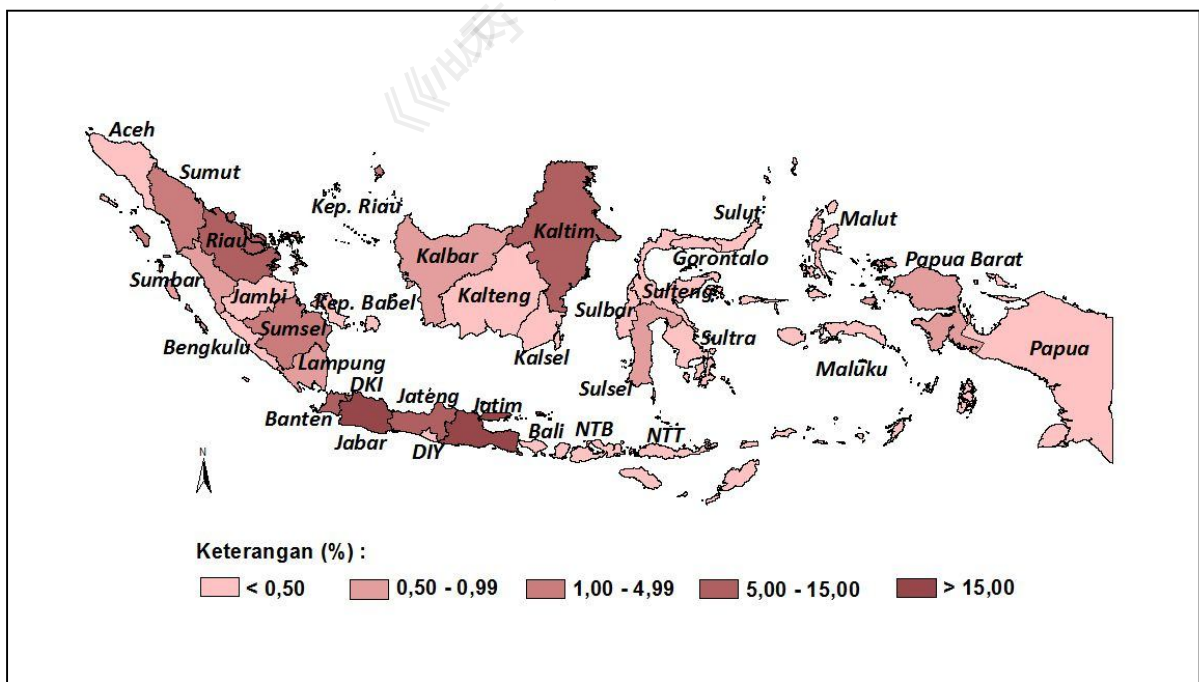 Aceh
Sumut
Kep. Riau
Riau
Kalbar
Kaltim
Sulut
Malut
Gorontalo
Papua Barat
Sumbar
Jambi
Kep. Babel
Kalteng
Sulbar
Sulteng
Sumsel
Bengkulu
Kalsel
Sultra
Maluku
Papua
Lampung
DKI
Sulsel
Banten
Jateng
Jatim
Jabar
DIY
Bali
NTB
NTT
N
Keterangan (%) :
< 0,50
0,50 - 0,99
1,00 - 4,99
5,00 - 15,00
> 15,00